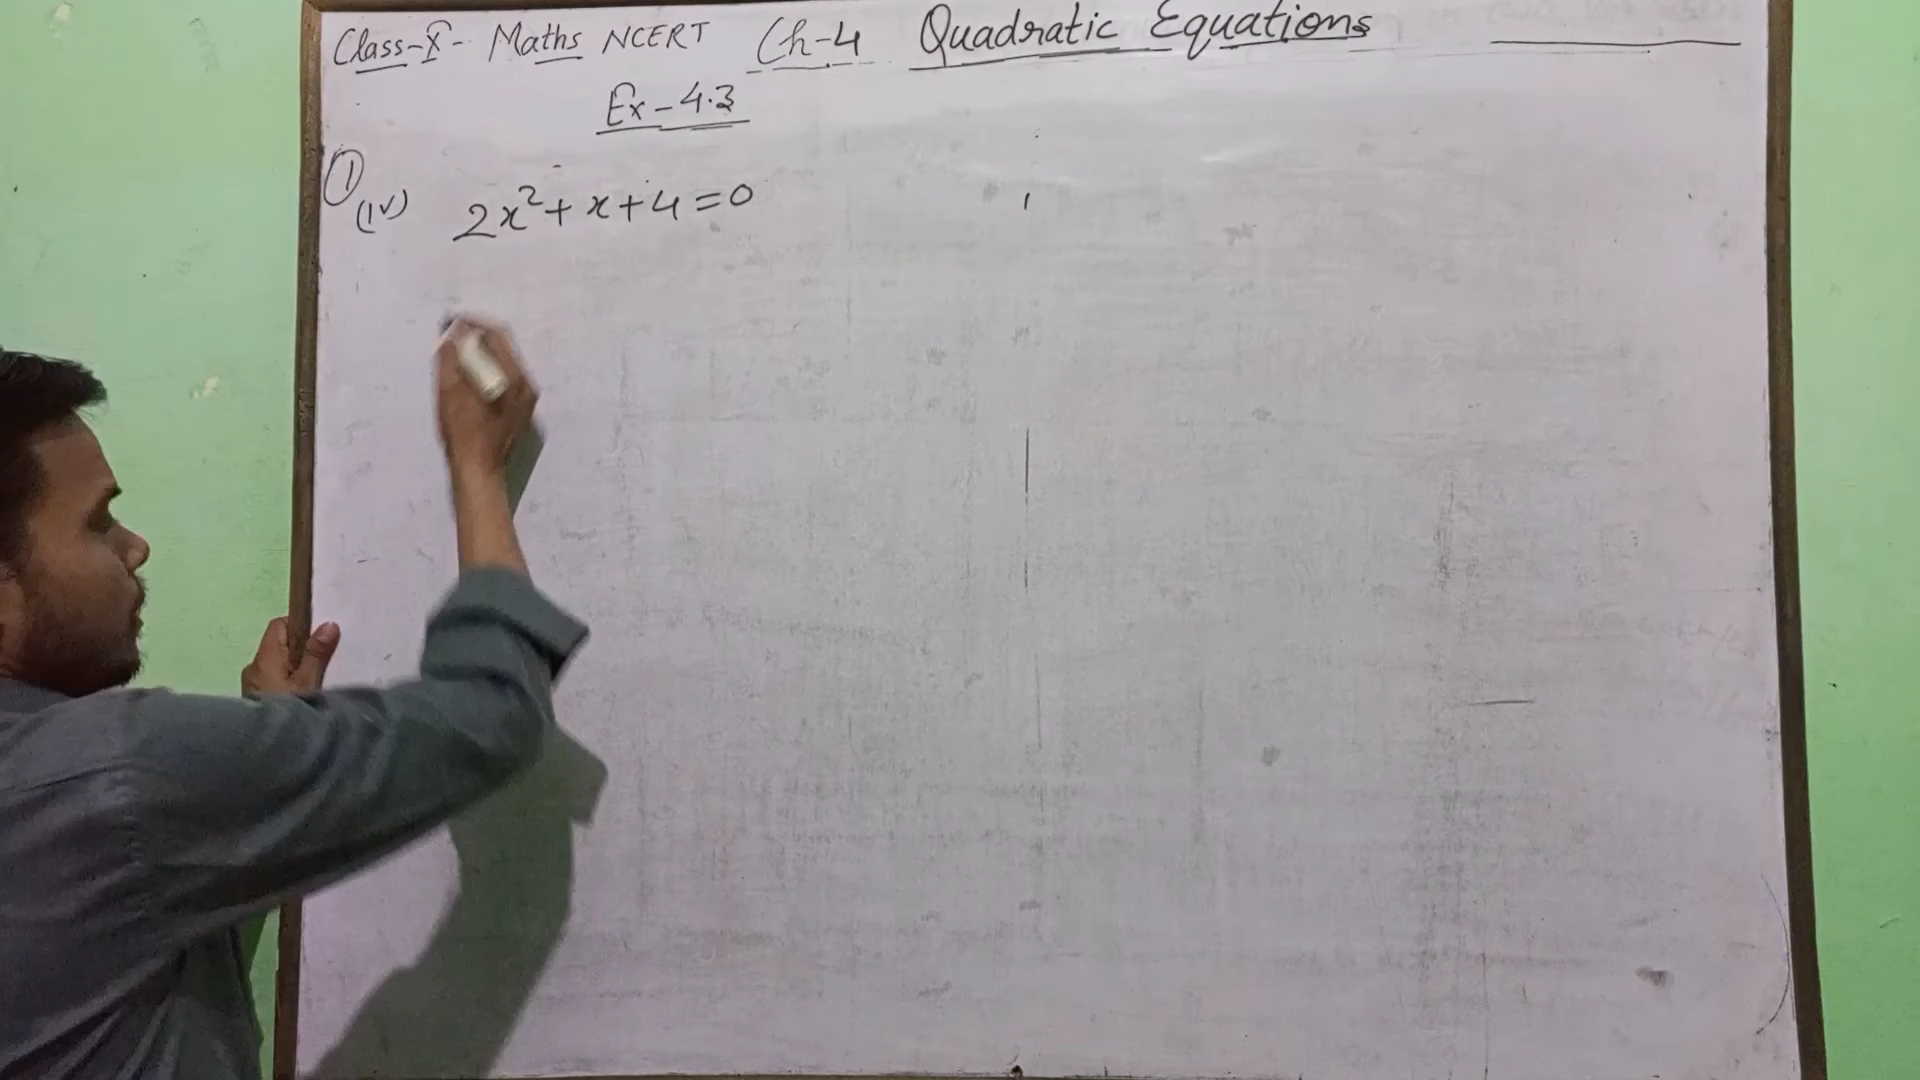 Class-X- Maths NCERT Ch-4 Quadratic Equations
Ex-4.3
① (iv) 2x²+x+4=0